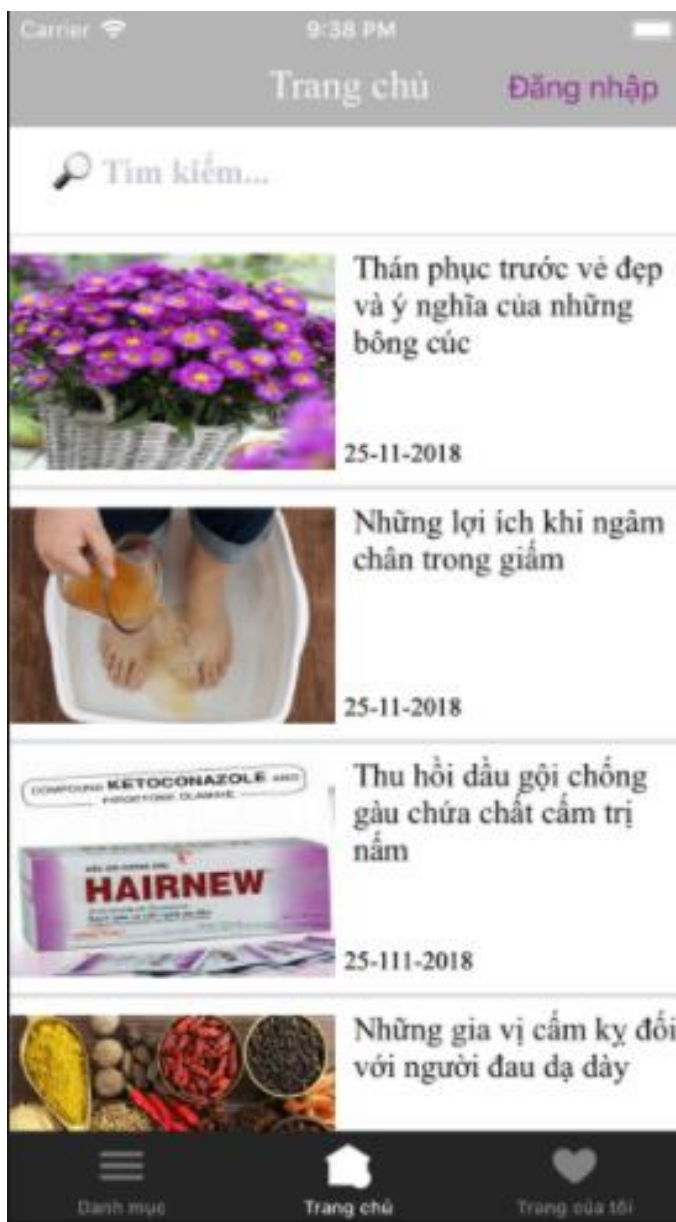 Carrier
9:38 PM
Trang chủ
Đăng nhập
Tìm kiếm...
Thán phục trước vẻ đẹp
và ý nghĩa của những
bông cúc
25-11-2018
Những lợi ích khi ngâm
chân trong giấm
25-11-2018
COMPOUND KETOCONAZOLE AND
HAIRNEW
Thu hồi dầu gội chống
gàu chứa chất cấm trị
nấm
25-111-2018
Những gia vị cấm kỵ đối
với người đau dạ dày
Danh mục
Trang chủ
Trang của tôi